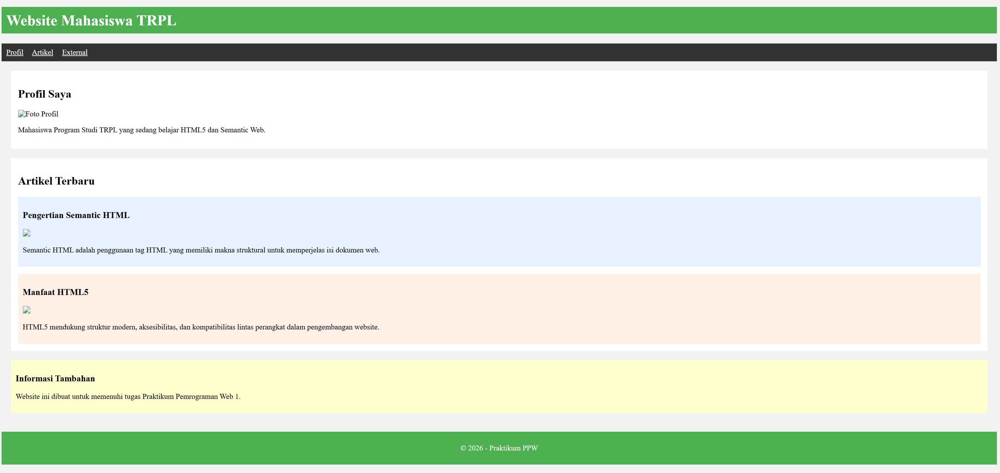 Website Mahasiswa TRPL
Profil Artikel External
Profil Saya
Foto Profil
Mahasiswa Program Studi TRPL yang sedang belajar HTML5 dan Semantic Web.
Artikel Terbaru
Pengertian Semantic HTML
Semantic HTML adalah penggunaan tag HTML yang memiliki makna struktural untuk memperjelas isi dokumen web.
Manfaat HTML5
HTML5 mendukung struktur modern, aksesibilitas, dan kompatibilitas lintas perangkat dalam pengembangan website.
Informasi Tambahan
Website ini dibuat untuk memenuhi tugas Praktikum Pemrograman Web 1.
© 2026 - Praktikum PPW